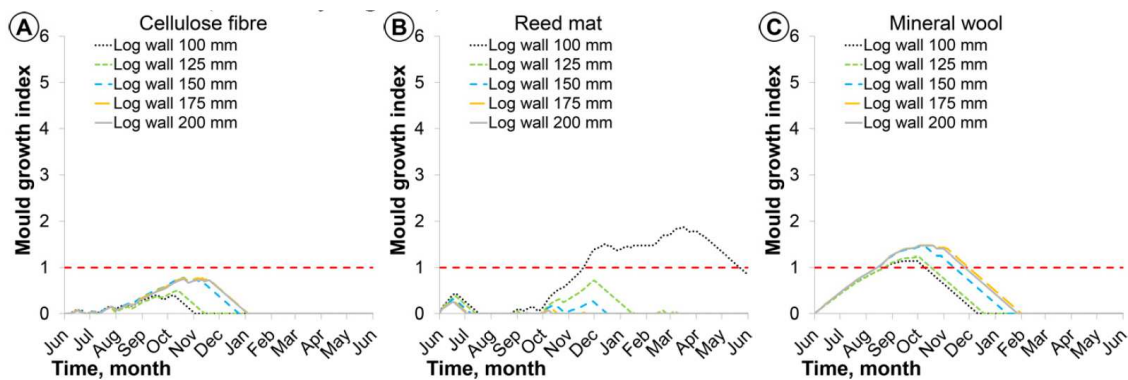 A Cellulose fibre
6
5
4
3
2
1
0
Mould growth index
Log wall 100 mm
Log wall 125 mm
Log wall 150 mm
Log wall 175 mm
Log wall 200 mm
Jun Jul Aug Sep Oct Nov Dec Jan Feb Mar Apr May Jun
Time, month
B Reed mat
6
5
4
3
2
1
0
Mould growth index
Log wall 100 mm
Log wall 125 mm
Log wall 150 mm
Log wall 175 mm
Log wall 200 mm
Jun Jul Aug Sep Oct Nov Dec Jan Feb Mar Apr May Jun
Time, month
C Mineral wool
6
5
4
3
2
1
0
Mould growth index
Log wall 100 mm
Log wall 125 mm
Log wall 150 mm
Log wall 175 mm
Log wall 200 mm
Jun Jul Aug Sep Oct Nov Dec Jan Feb Mar Apr May Jun
Time, month